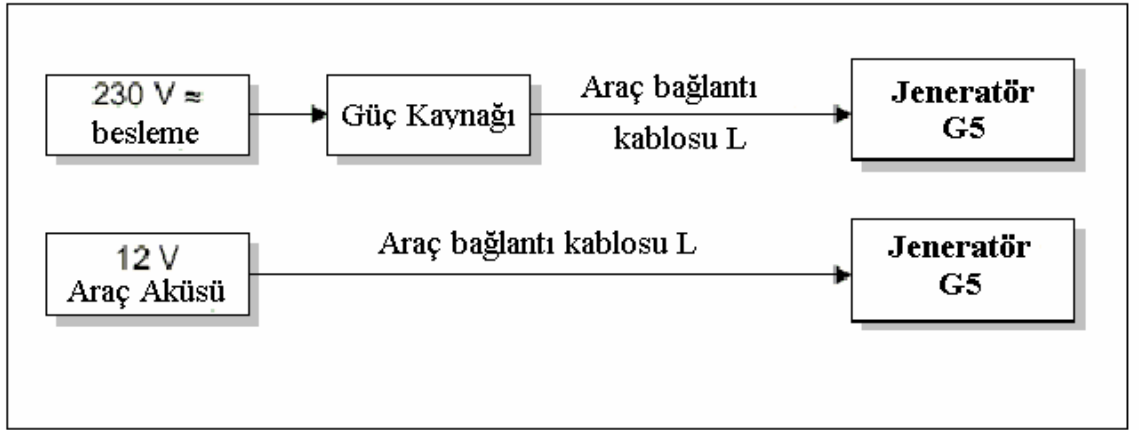 230 V ≈
besleme
Güç Kaynağı
Araç bağlantı
kablosu L
Jeneratör
G5
12 V
Araç Aküsü
Araç bağlantı kablosu L
Jeneratör
G5